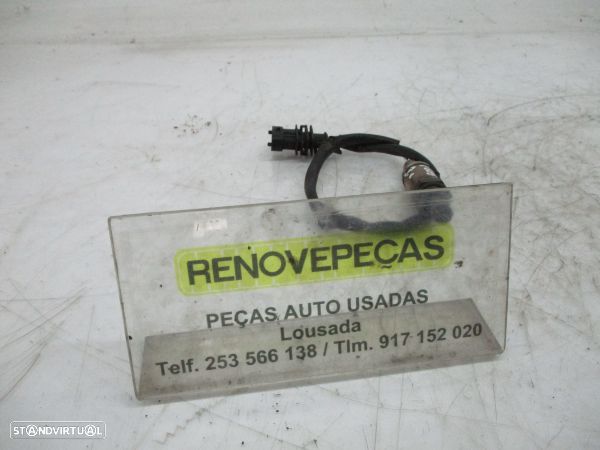 RENOVEPEÇAS
PEÇAS AUTO USADAS
Lousada
Telf. 253 566 138 / Tlm. 917 152 020
STANDVIRTUAL